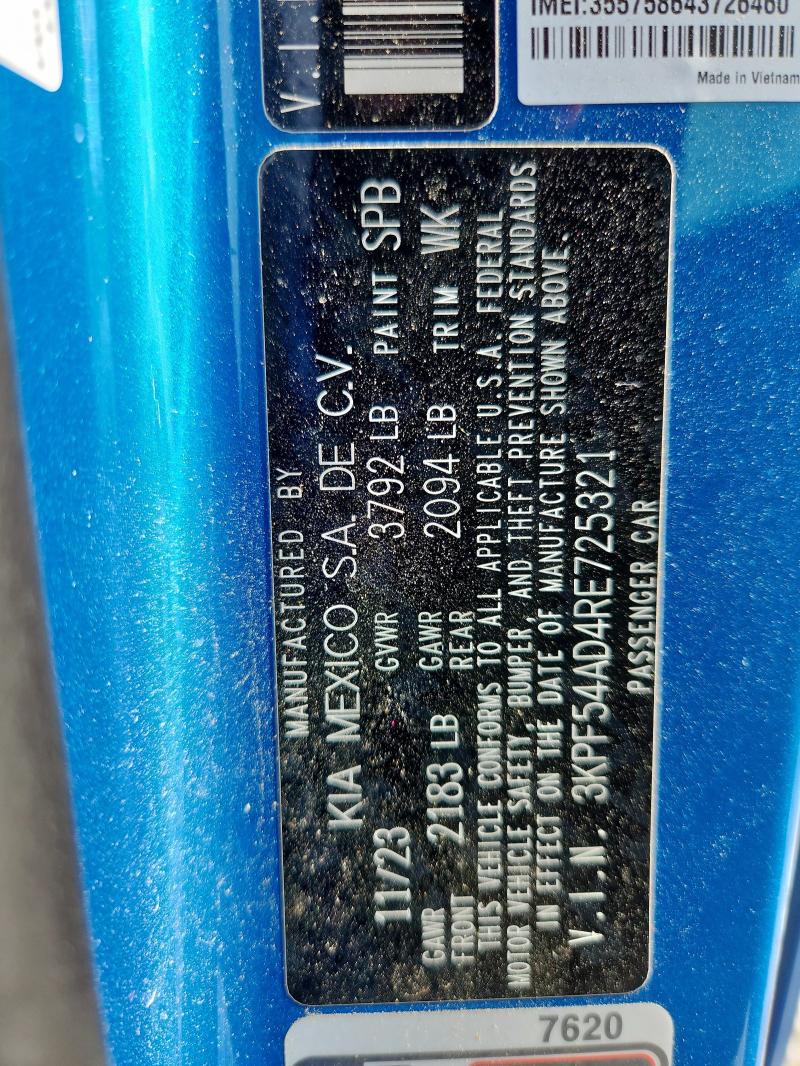 V.I.
IMEI:355758643726460
Made in Vietnam
MANUFACTURED BY
KIA MEXICO S.A. DE C.V.
11/23 GVWR 3792 LB PAINT SPB
GAWR FRONT 2183 LB GAWR REAR 2094 LB TRIM WK
THIS VEHICLE CONFORMS TO ALL APPLICABLE U.S.A. FEDERAL
MOTOR VEHICLE SAFETY, BUMPER, AND THEFT PREVENTION STANDARDS
IN EFFECT ON THE DATE OF MANUFACTURE SHOWN ABOVE.
V.I.N. 3KPF54AD4RE725321
PASSENGER CAR
7620